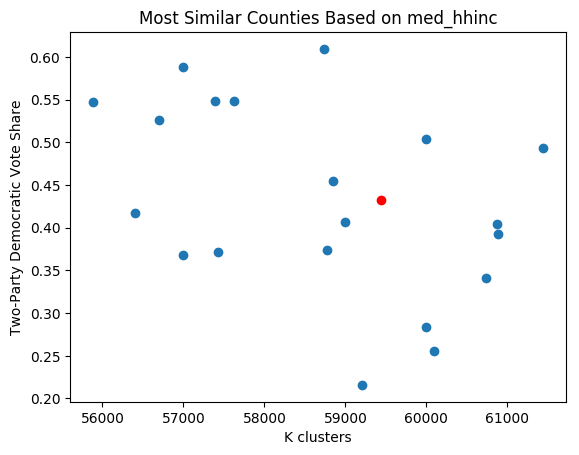 Most Similar Counties Based on med_hhinc
Two-Party Democratic Vote Share
0.60
0.55
0.50
0.45
0.40
0.35
0.30
0.25
0.20
56000 57000 58000 59000 60000 61000
K clusters